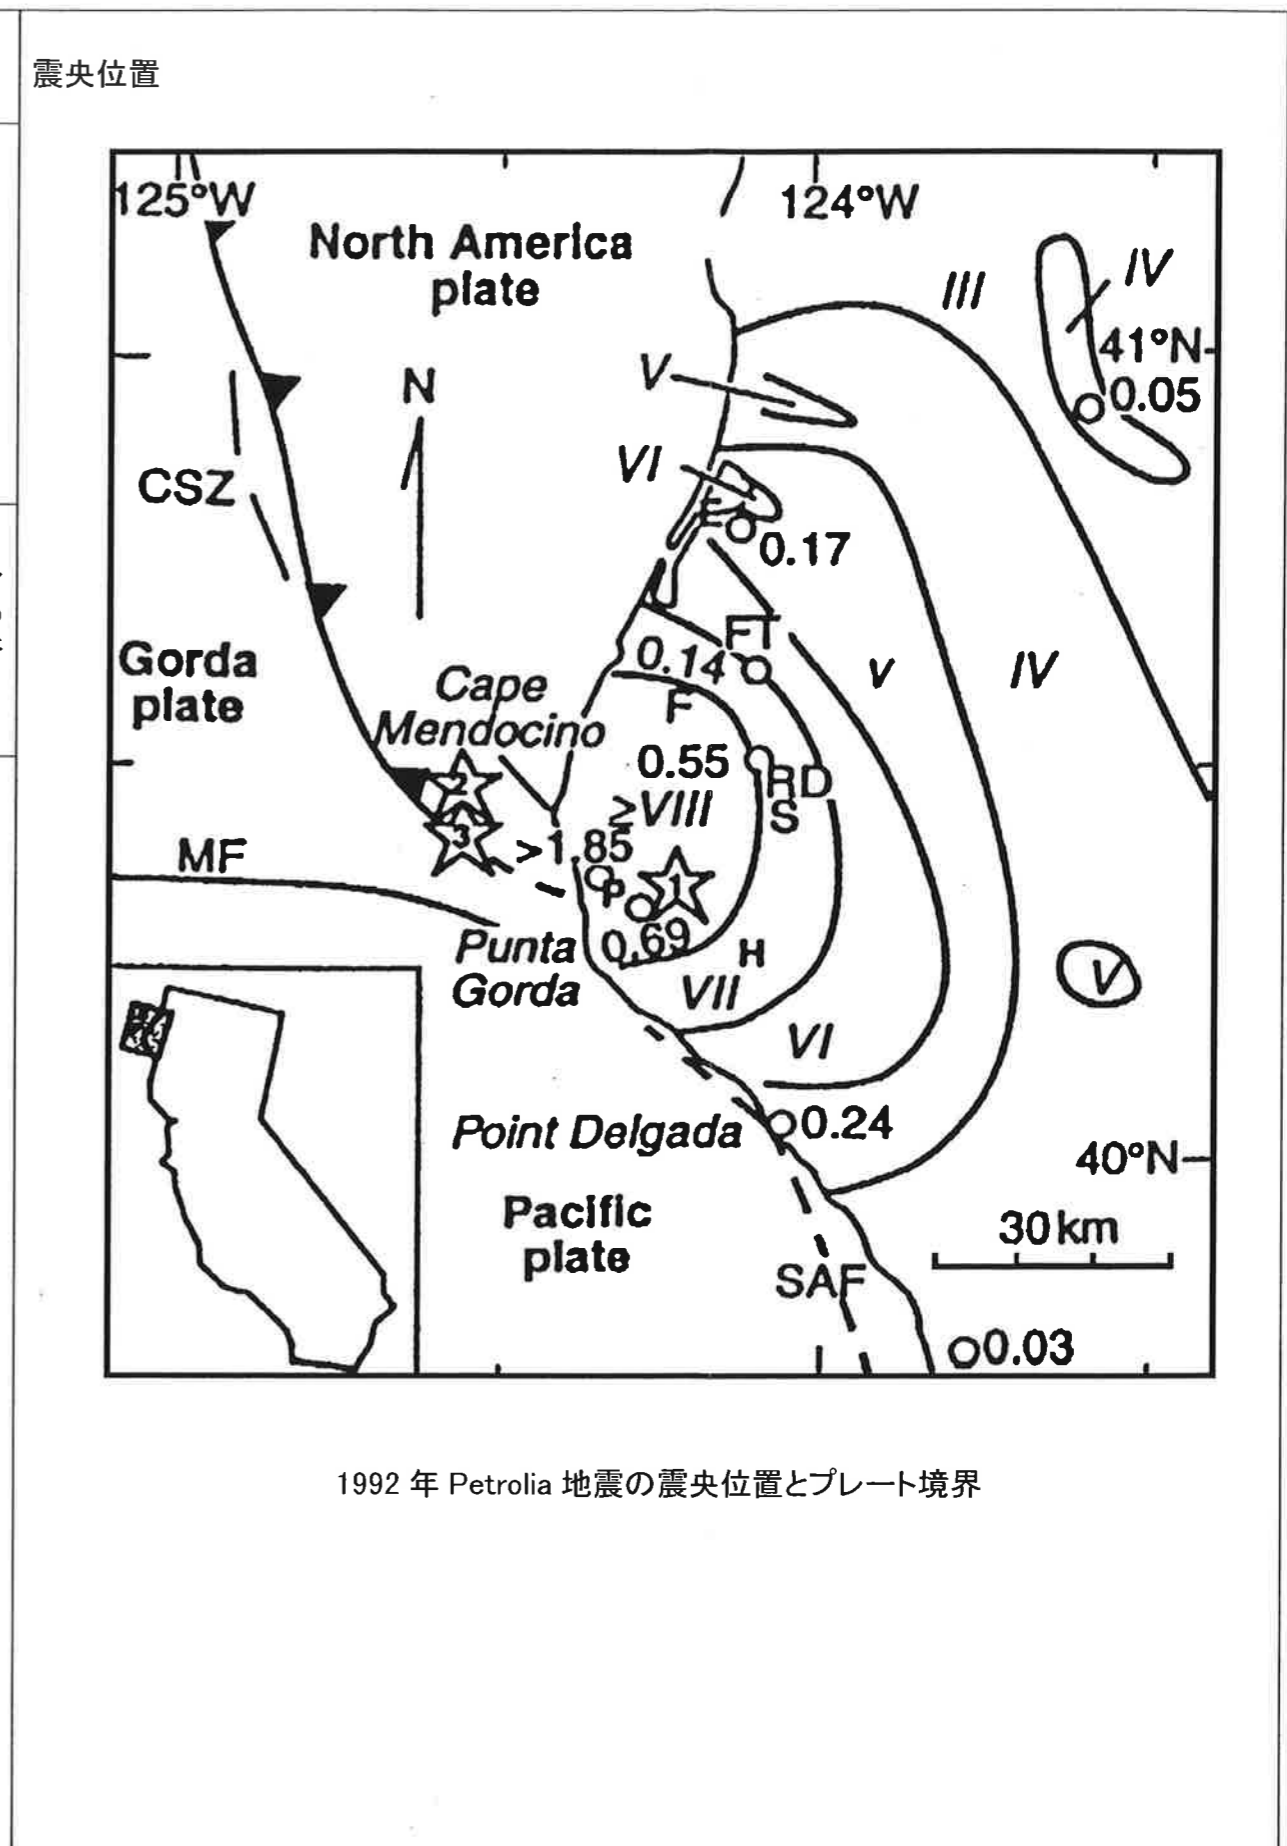 震央位置
125°W
124°W
North America
plate
III
IV
41°N
0.05
V
N
VI
CSZ
E
0.17
FT
0.14
V
IV
Gorda
plate
Cape
Mendocino
F
0.55
RD
S
≥VIII
2
3
>1.85
MF
P
1
0.69
H
Punta
Gorda
VII
V
VI
Point Delgada
0.24
40°N
Pacific
plate
30 km
SAF
0.03
1992 年 Petrolia 地震の震央位置とプレート境界